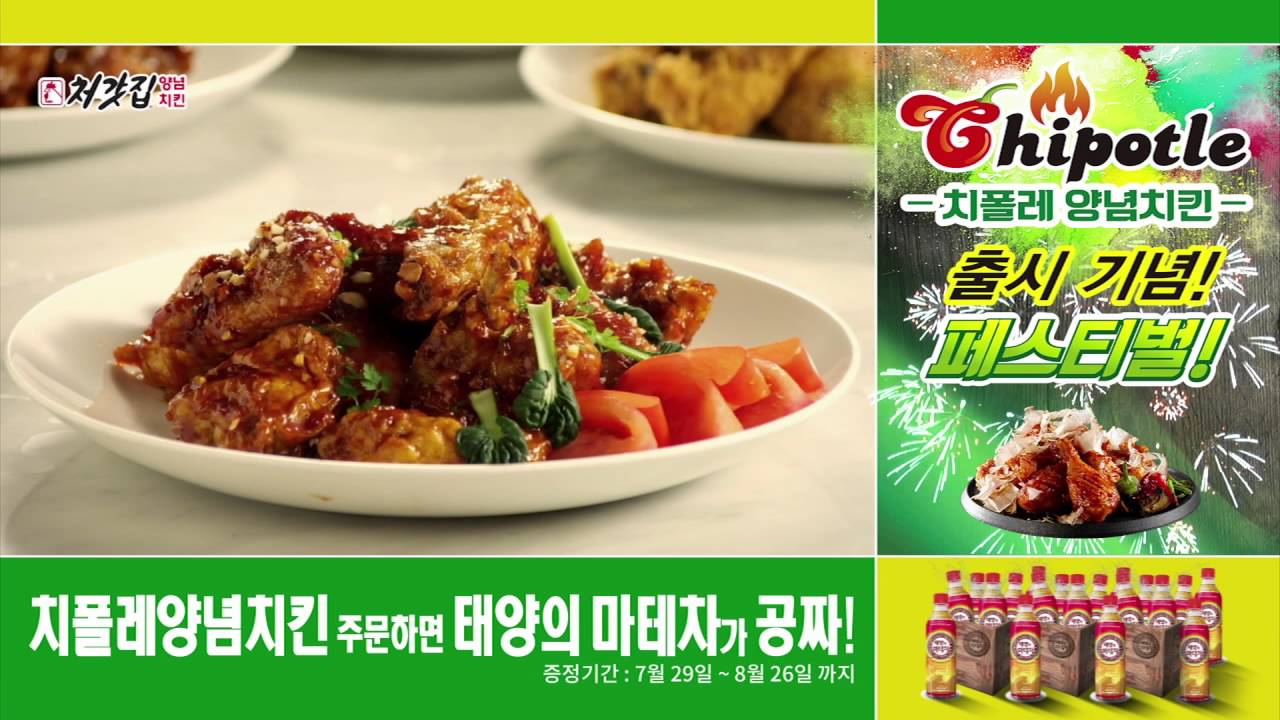 처갓집 양념
치킨
Chipotle
치폴레 양념치킨
출시 기념!
페스티벌!
치폴레양념치킨 주문하면 태양의 마테차가 공짜!
증정기간 : 7월 29일 ~ 8월 26일 까지